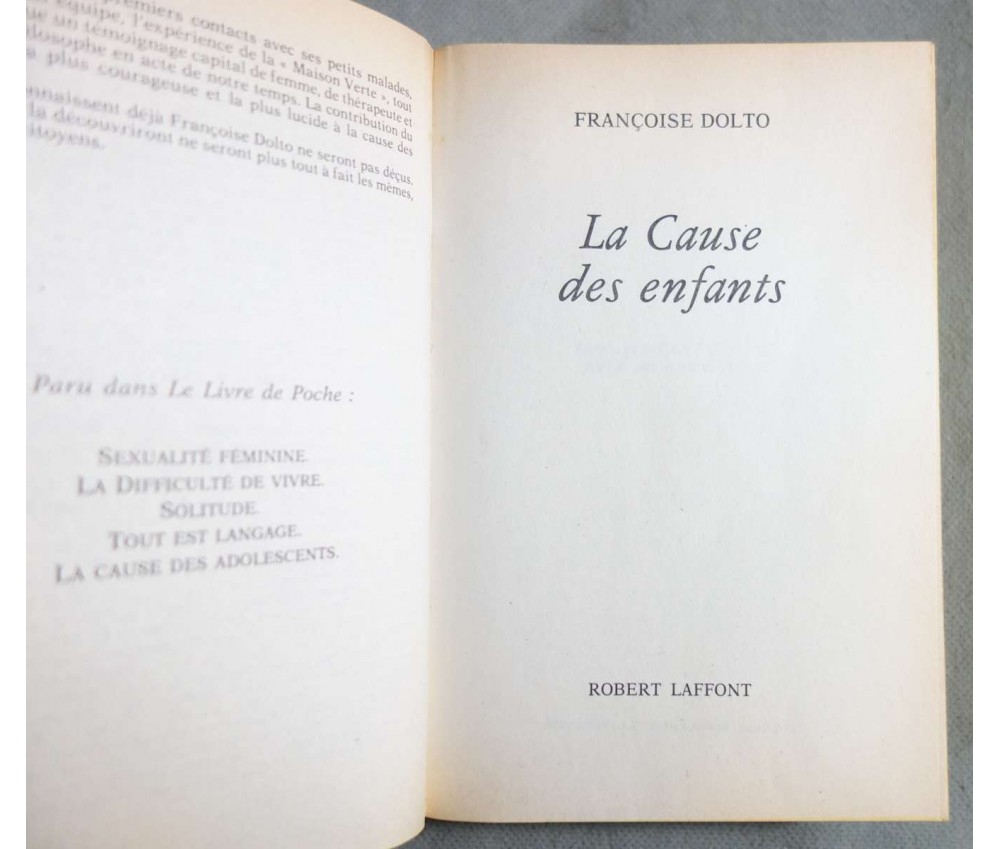 premiers contacts avec ses petits malades,
équipe, l'expérience de la « Maison Verte », tout
un témoignage capital de femme, de thérapeute et
losophe en acte de notre temps. La contribution du
plus courageuse et la plus lucide à la cause des
nnaissent déjà Françoise Dolto ne seront pas déçus.
la découvriront ne seront plus tout à fait les mêmes,
itoyens.
Paru dans Le Livre de Poche :
SEXUALITÉ FÉMININE.
LA DIFFICULTÉ DE VIVRE.
SOLITUDE.
TOUT EST LANGAGE.
LA CAUSE DES ADOLESCENTS.
FRANÇOISE DOLTO
La Cause
des enfants
ROBERT LAFFONT